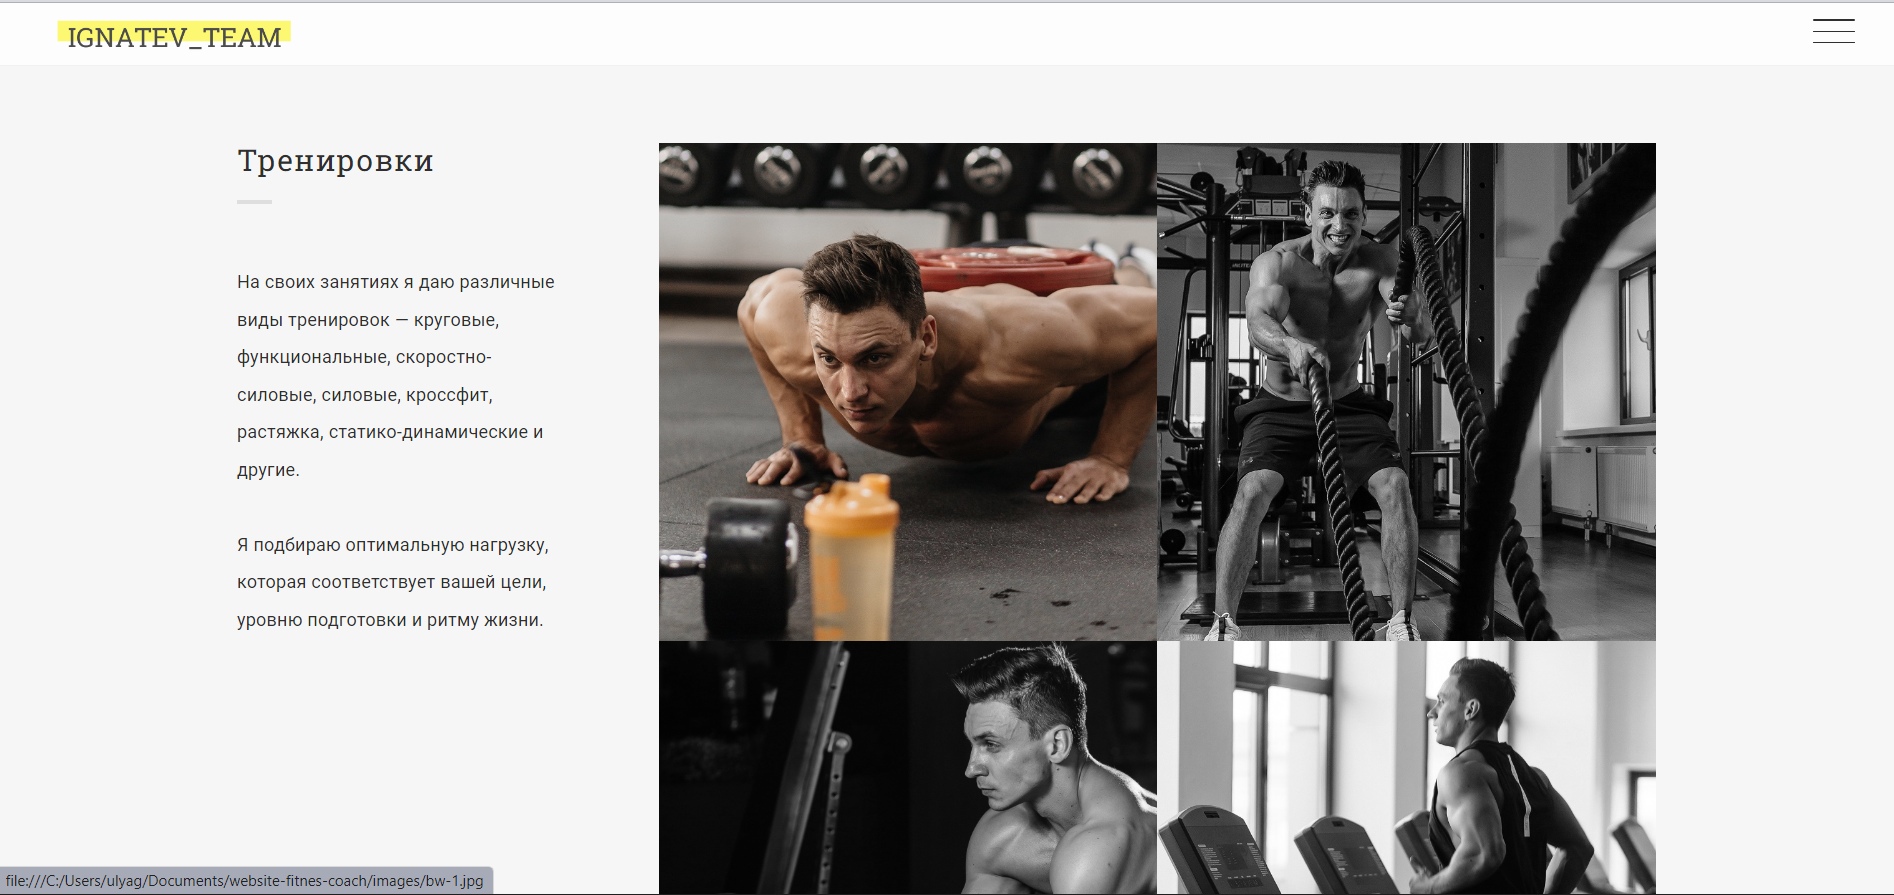 IGNATEV_TEAM
Тренировки
На своих занятиях я даю различные
виды тренировок — круговые,
функциональные, скоростно-
силовые, силовые, кроссфит,
растяжка, статико-динамические и
другие.
Я подбираю оптимальную нагрузку,
которая соответствует вашей цели,
уровню подготовки и ритму жизни.
file:///C:/Users/ulyag/Documents/website-fitnes-coach/images/bw-1.jpg